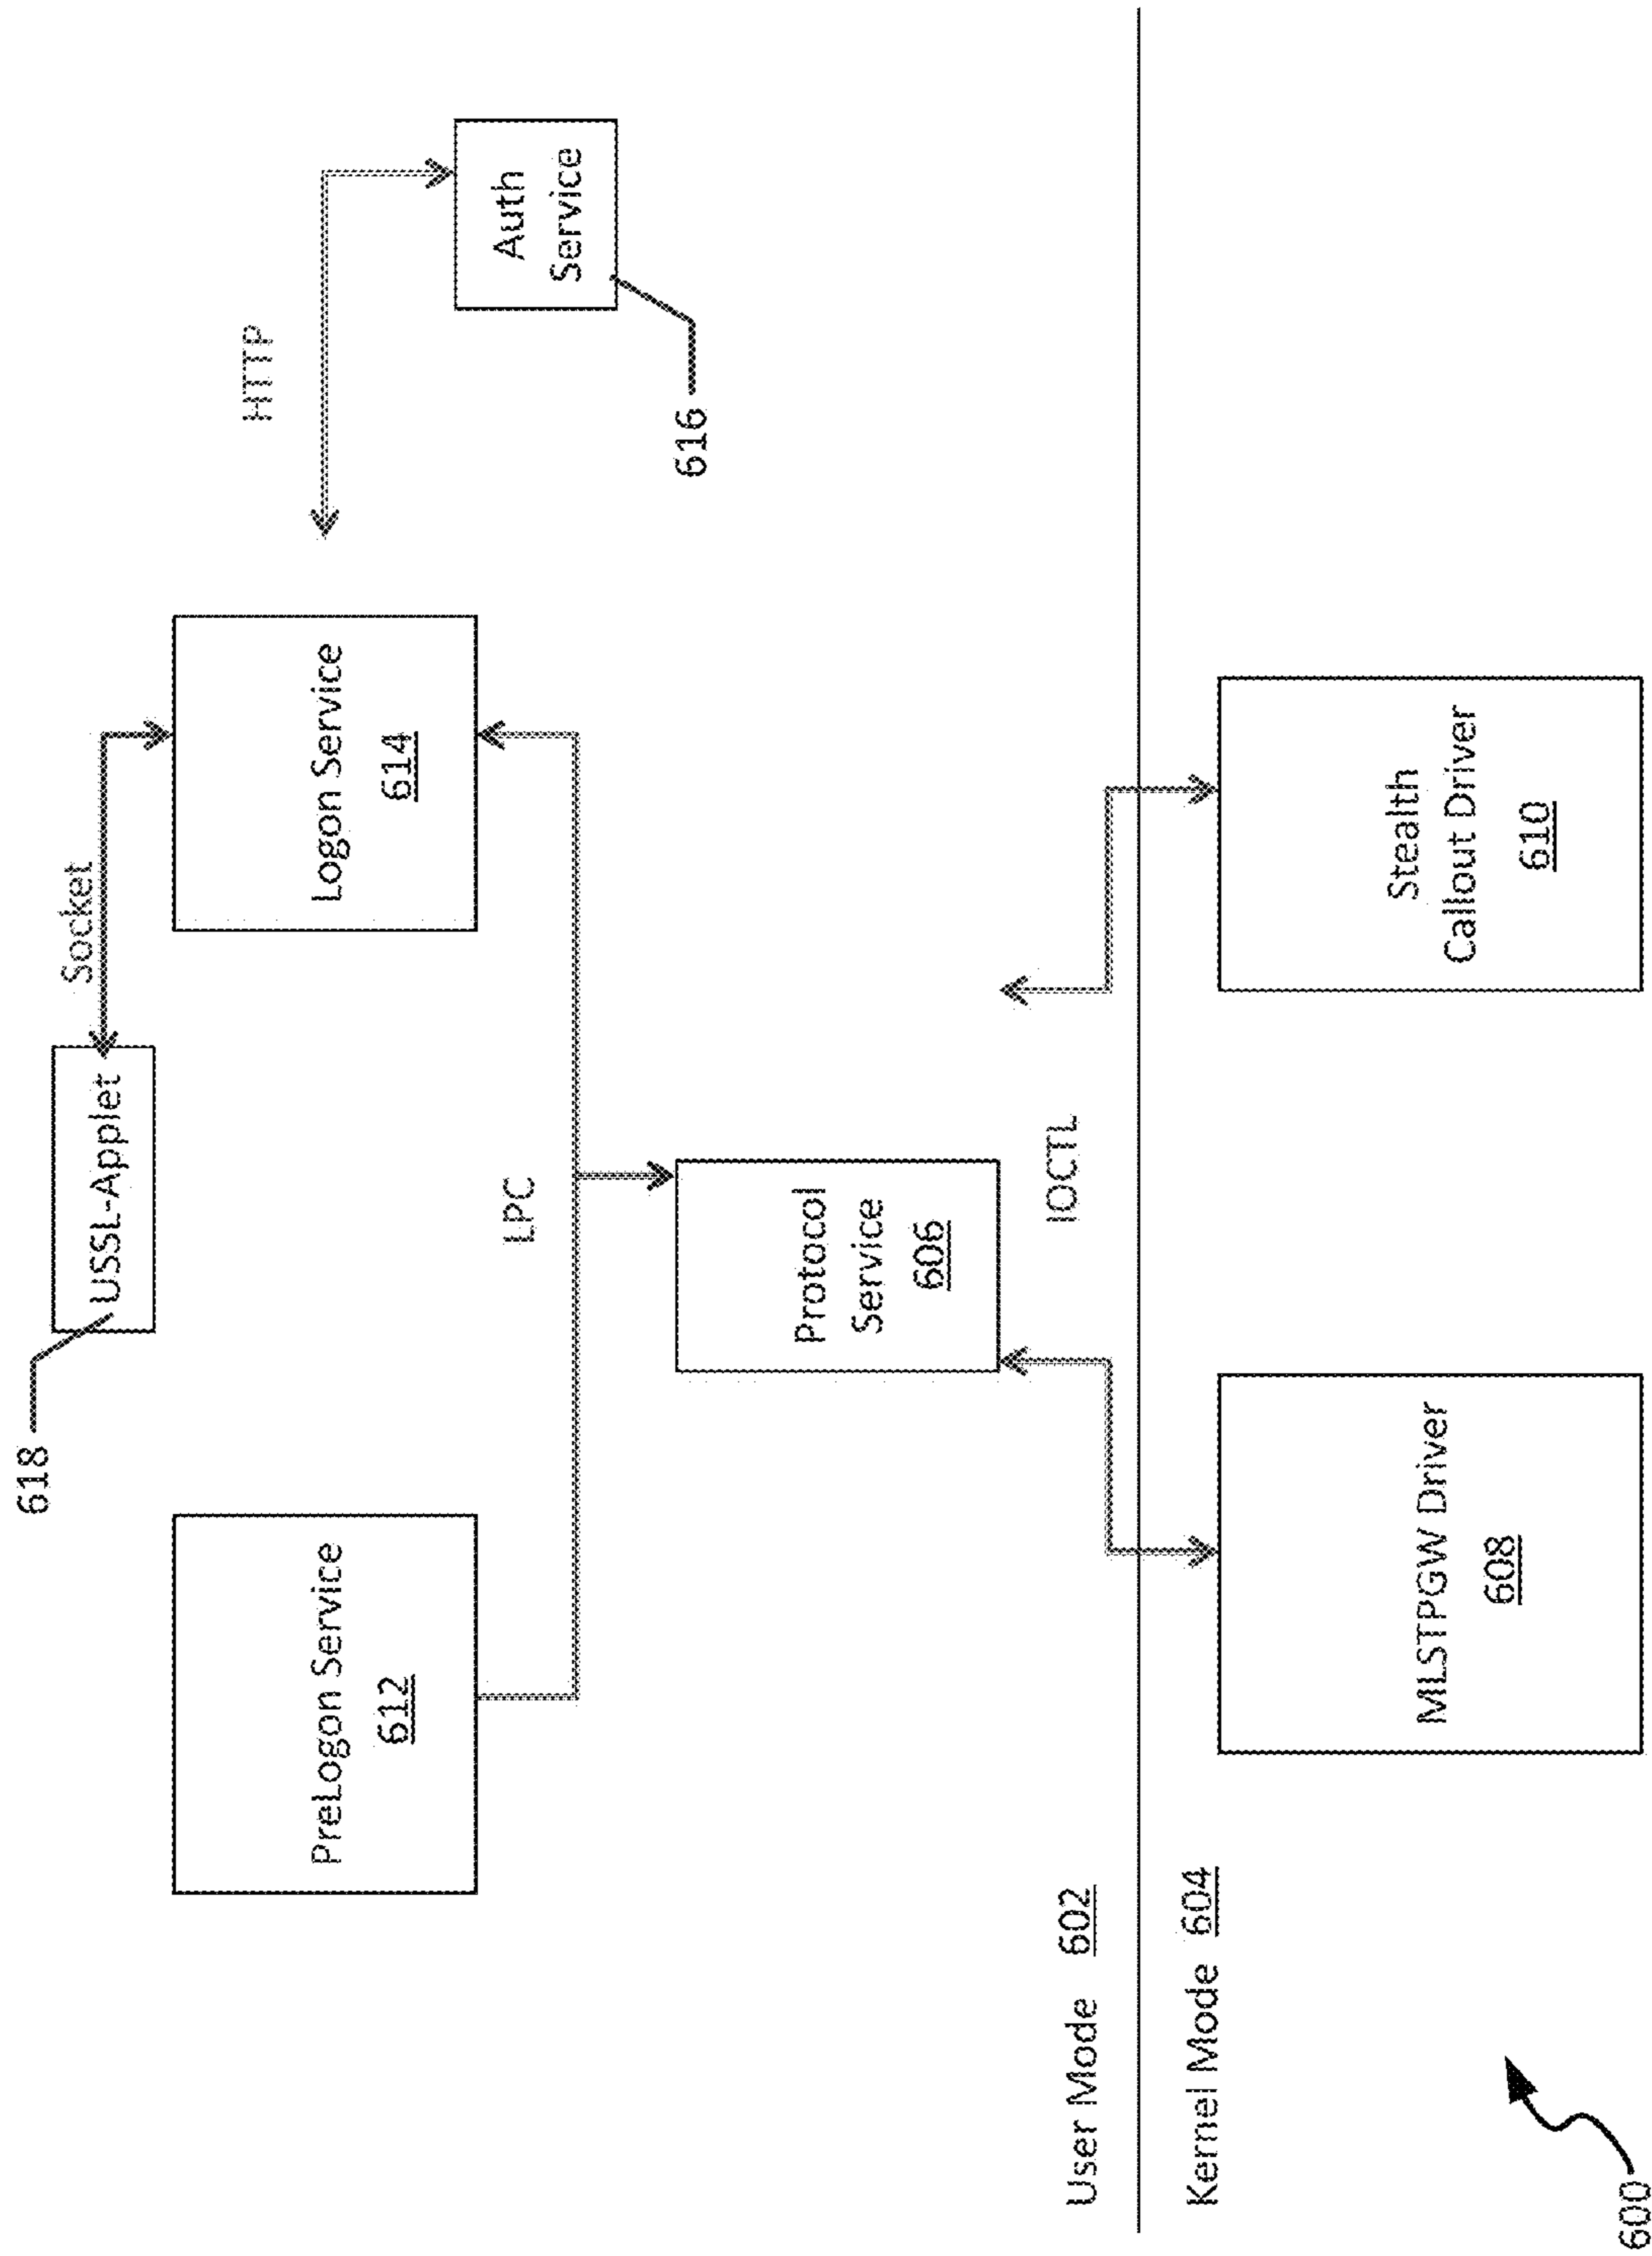 618
USSL-Applet
Socket
HTTP
PreLogon Service
612
Logon Service
614
Auth
Service
616
LPC
Protocol
Service
606
IOCTL
User Mode 602
Kernel Mode 604
MLSTPGW Driver
608
Stealth
Callout Driver
610
600